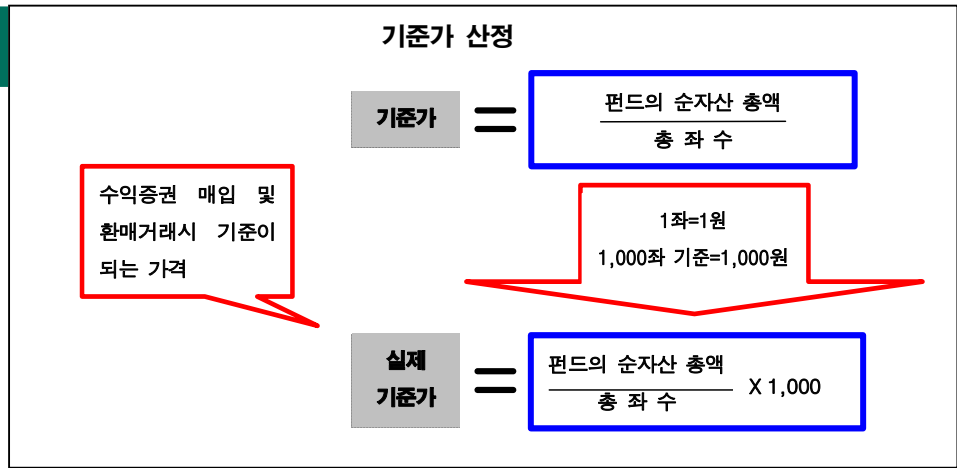 기준가 산정
기준가 = 펀드의 순자산 총액
총 좌 수
수익증권 매입 및
환매거래시 기준이
되는 가격
1좌=1원
1,000좌 기준=1,000원
실제
기준가 = 펀드의 순자산 총액
총 좌 수
X 1,000